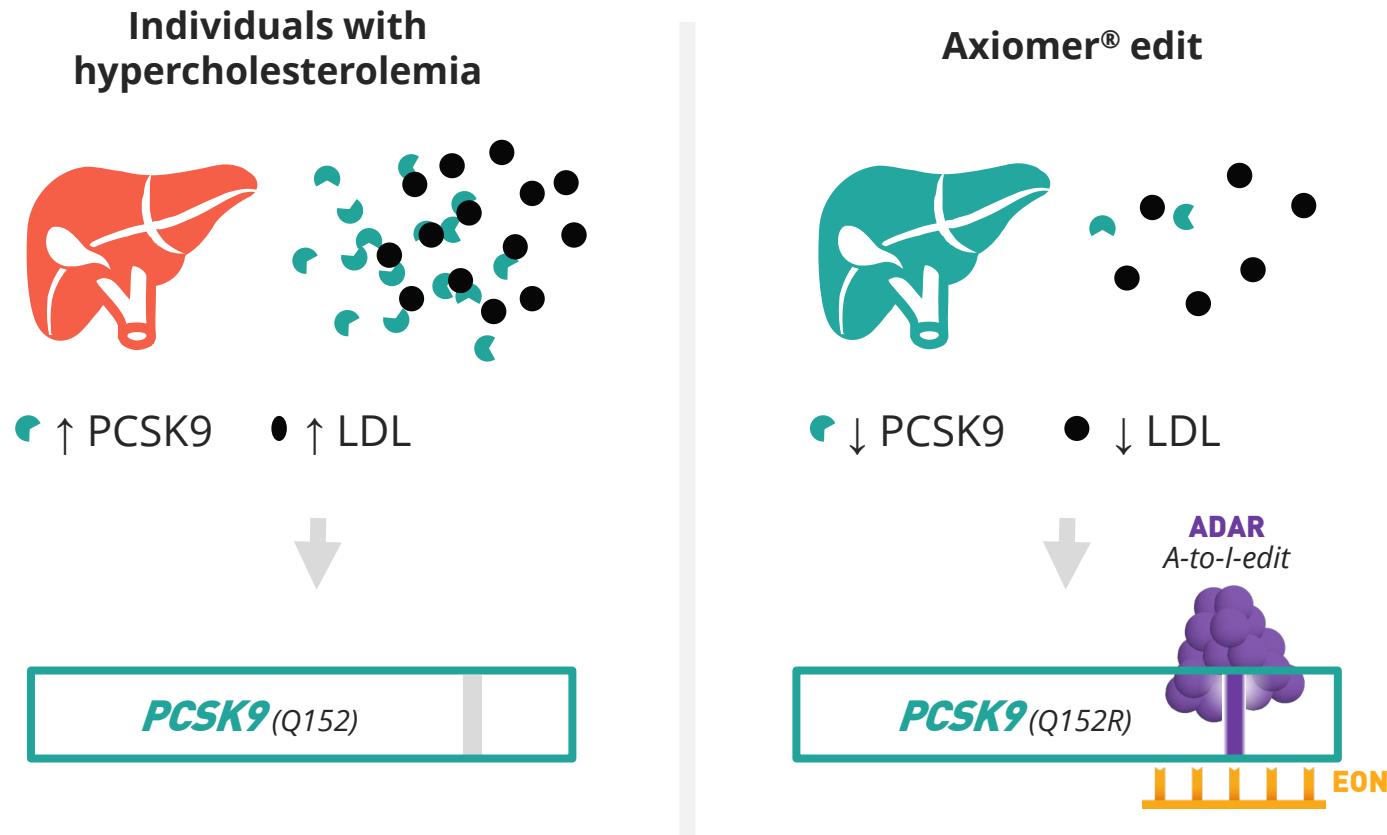 Individuals with
hypercholesterolemia
↑ PCSK9 ↑ LDL
PCSK9 (Q152)
Axiomer® edit
↓ PCSK9 ↓ LDL
ADAR
A-to-I-edit
PCSK9 (Q152R)
EON